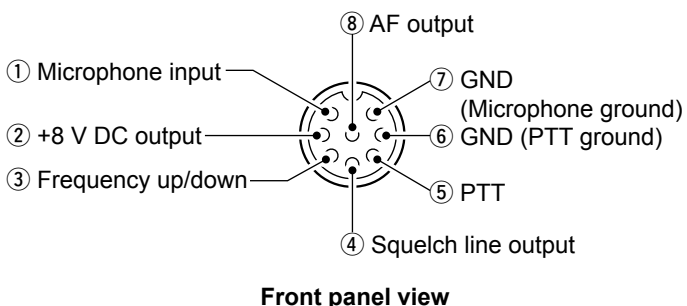 ⑧ AF output
① Microphone input
⑦ GND
(Microphone ground)
② +8 V DC output
⑥ GND (PTT ground)
③ Frequency up/down
⑤ PTT
④ Squelch line output
Front panel view